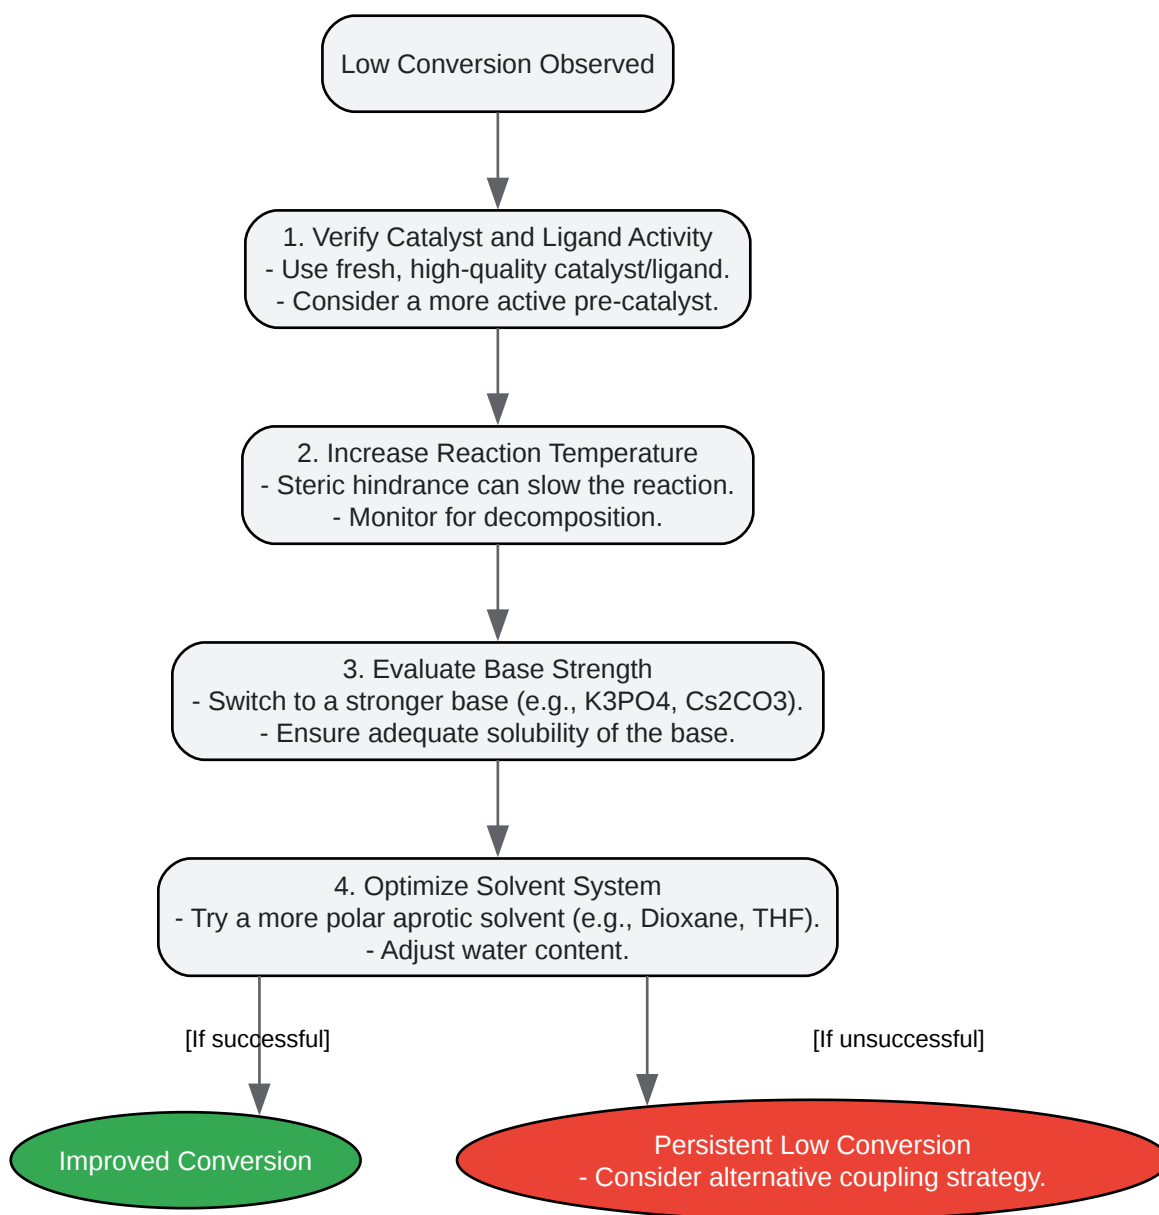 Low Conversion Observed
1. Verify Catalyst and Ligand Activity
- Use fresh, high-quality catalyst/ligand.
- Consider a more active pre-catalyst.
2. Increase Reaction Temperature
- Steric hindrance can slow the reaction.
- Monitor for decomposition.
3. Evaluate Base Strength
- Switch to a stronger base (e.g., K3PO4, Cs2CO3).
- Ensure adequate solubility of the base.
4. Optimize Solvent System
- Try a more polar aprotic solvent (e.g., Dioxane, THF).
- Adjust water content.
[If successful]
[If unsuccessful]
Improved Conversion
Persistent Low Conversion
- Consider alternative coupling strategy.